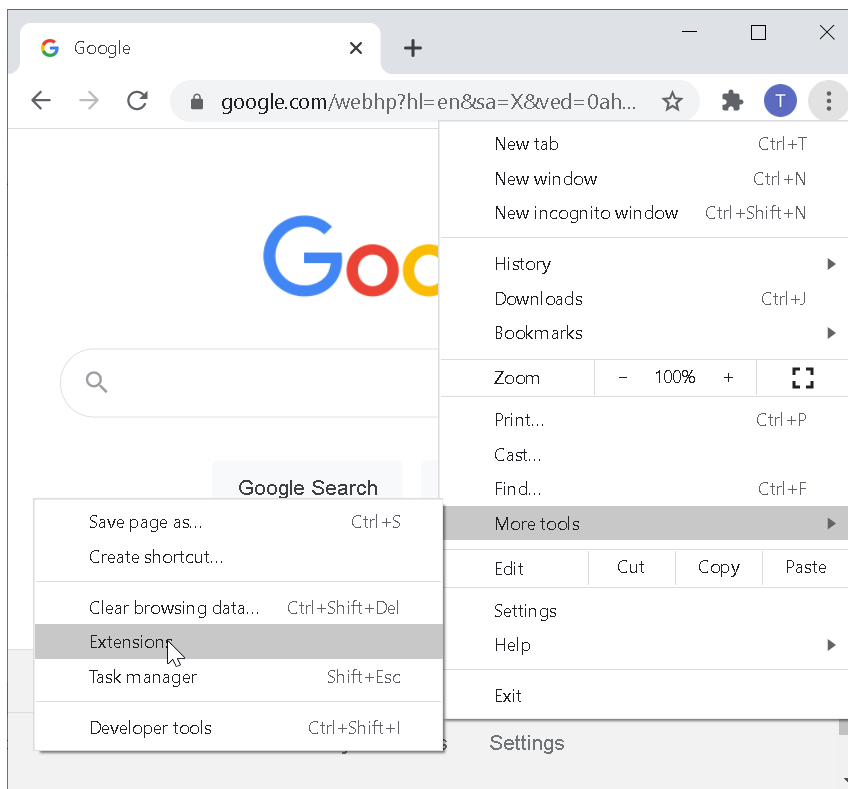 Google
google.com/webhp?hl=en&sa=X&ved=0ah...
T
New tab Ctrl+T
New window Ctrl+N
New incognito window Ctrl+Shift+N
History
Downloads Ctrl+J
Bookmarks
Zoom − 100% +
Print... Ctrl+P
Cast...
Find... Ctrl+F
More tools
Edit Cut Copy Paste
Settings
Help
Exit
Google Search
Save page as... Ctrl+S
Create shortcut...
Clear browsing data... Ctrl+Shift+Del
Extensions
Task manager Shift+Esc
Developer tools Ctrl+Shift+I
Settings